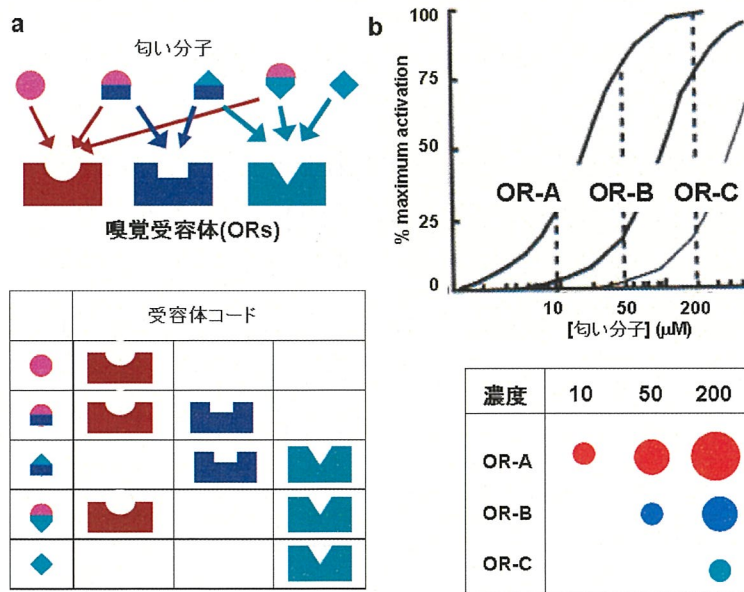 a
匂い分子
嗅覚受容体(ORs)
受容体コード
b
% maximum activation
100
75
50
25
0
OR-A OR-B OR-C
10 50 200
[匂い分子] (μM)
濃度 10 50 200
OR-A
OR-B
OR-C